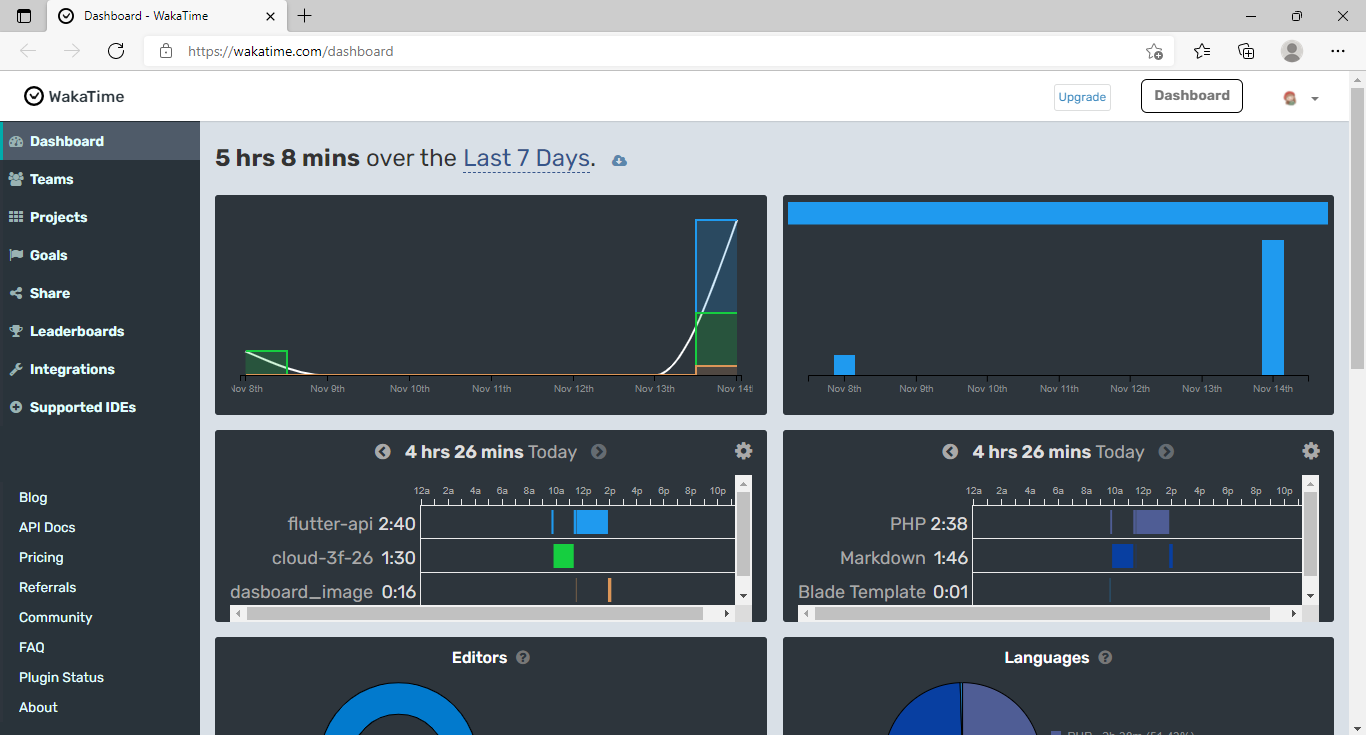 Dashboard - WakaTime
https://wakatime.com/dashboard
WakaTime
Upgrade
Dashboard
Dashboard
Teams
Projects
Goals
Share
Leaderboards
Integrations
Supported IDEs
Blog
API Docs
Pricing
Referrals
Community
FAQ
Plugin Status
About
5 hrs 8 mins over the Last 7 Days.
Nov 8th Nov 9th Nov 10th Nov 11th Nov 12th Nov 13th Nov 14th
Nov 8th Nov 9th Nov 10th Nov 11th Nov 12th Nov 13th Nov 14th
4 hrs 26 mins Today
12a 2a 4a 6a 8a 10a 12p 2p 4p 6p 8p 10p
flutter-api 2:40
cloud-3f-26 1:30
dasboard_image 0:16
4 hrs 26 mins Today
12a 2a 4a 6a 8a 10a 12p 2p 4p 6p 8p 10p
PHP 2:38
Markdown 1:46
Blade Template 0:01
Editors ?
Languages ?